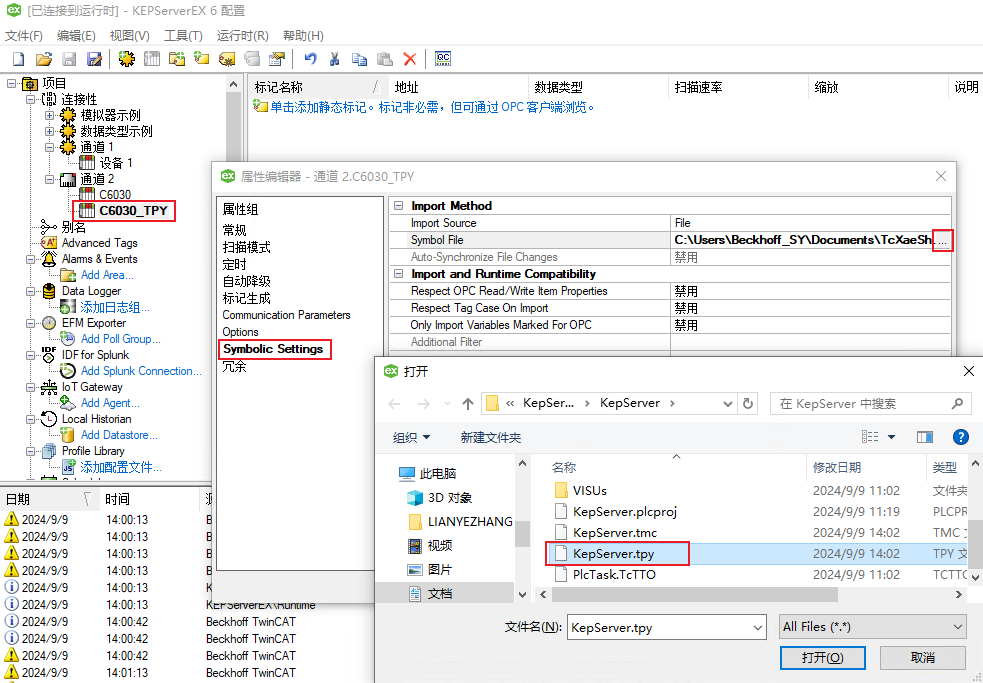 [已连接到运行时] - KEPServerEX 6 配置
文件(F) 编辑(E) 视图(V) 工具(T) 运行时(R) 帮助(H)
项目
连接性
模拟器示例
数据类型示例
通道 1
设备 1
通道 2
C6030
C6030_TPY
别名
Advanced Tags
Alarms & Events
Add Area...
Data Logger
添加日志组...
EFM Exporter
Add Poll Group...
IDF for Splunk
Add Splunk Connection...
IoT Gateway
Add Agent...
Local Historian
Add Datastore...
Profile Library
添加配置文件...
标记名称 / 地址 数据类型 扫描速率 缩放 说明
单击添加静态标记。标记非必需，但可通过 OPC 客户端浏览。
属性编辑器 - 通道 2.C6030_TPY
属性组
常规
扫描模式
定时
自动降级
标记生成
Communication Parameters
Options
Symbolic Settings
冗余
Import Method
Import Source File
Symbol File C:\Users\Beckhoff_SY\Documents\TcXaeSh ...
Auto-Synchronize File Changes 禁用
Import and Runtime Compatibility
Respect OPC Read/Write Item Properties 禁用
Respect Tag Case On Import 禁用
Only Import Variables Marked For OPC 禁用
Additional Filter
打开
« KepSer... › KepServer ›
在 KepServer 中搜索
组织 新建文件夹
此电脑
3D 对象
LIANYEZHANG
视频
图片
文档
名称 修改日期 类型
VISUs 2024/9/9 11:02 文件夹
KepServer.plcproj 2024/9/9 11:19 PLCPR
KepServer.tmc 2024/9/9 14:02 TMC
KepServer.tpy 2024/9/9 14:02 TPY 文
PlcTask.TcTTO 2024/9/9 11:02 TCTTC
文件名(N): KepServer.tpy All Files (*.*)
打开(O) 取消
日期 时间
2024/9/9 14:00:13 B
2024/9/9 14:00:13 B
2024/9/9 14:00:13 B
2024/9/9 14:00:13 B
2024/9/9 14:00:13 K
2024/9/9 14:00:13 KEPServerEX\Runtime
2024/9/9 14:00:42 Beckhoff TwinCAT
2024/9/9 14:00:42 Beckhoff TwinCAT
2024/9/9 14:00:42 Beckhoff TwinCAT
2024/9/9 14:01:13 Beckhoff TwinCAT